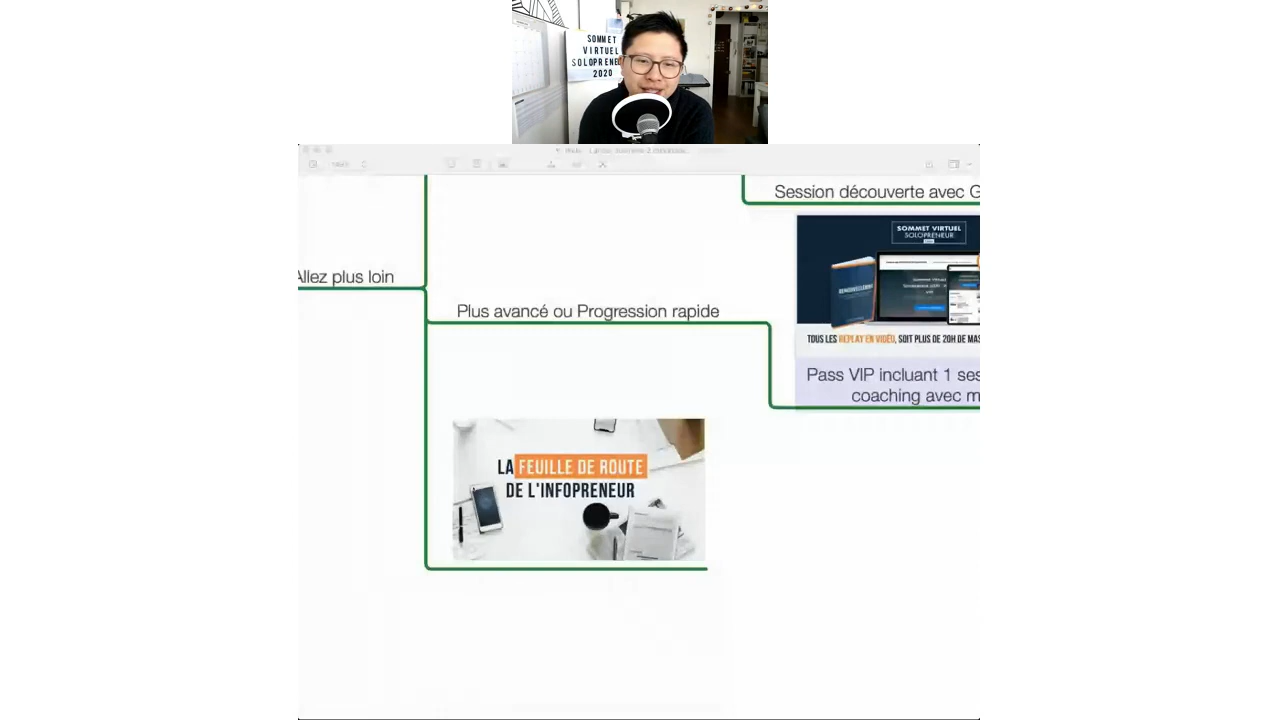 SOMMET
VIRTUEL
SOLOPRENE
2020
Session découverte avec G
SOMMET VIRTUEL
SOLOPRENEUR
Allez plus loin
Plus avancé ou Progression rapide
TOUS LES REPLAY EN VIDÉO, SOIT PLUS DE 20H DE MAS
Pass VIP incluant 1 ses
coaching avec m
LA FEUILLE DE ROUTE
DE L'INFOPRENEUR